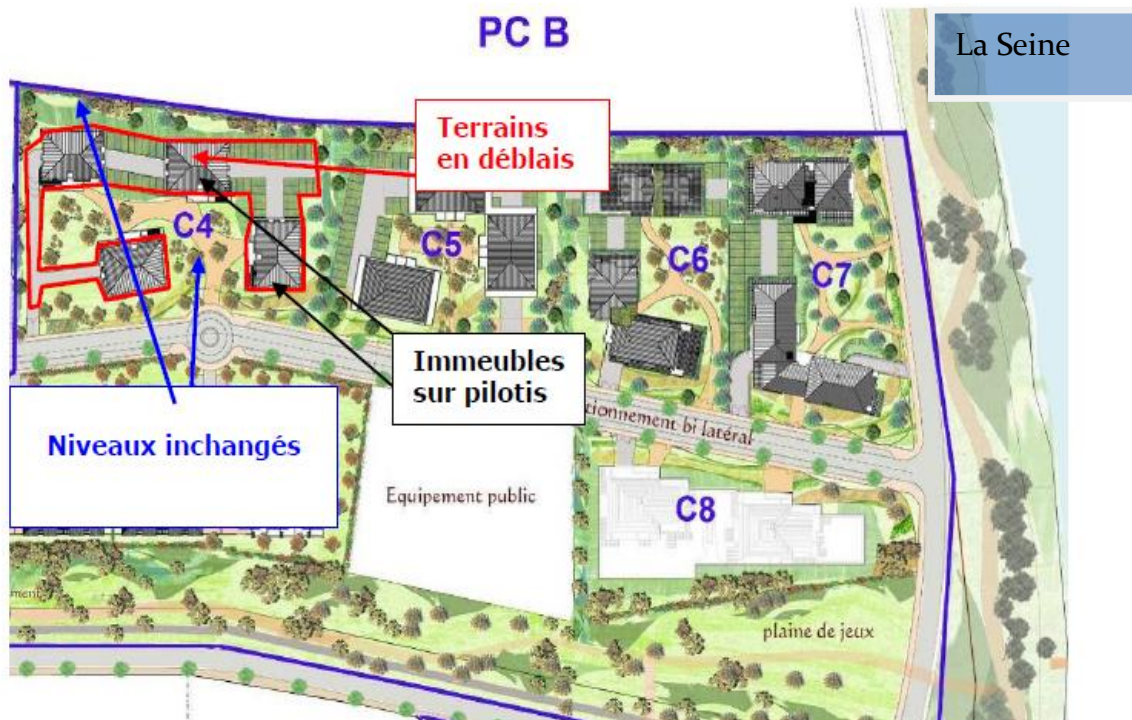 PC B
La Seine
Terrains
en déblais
C4
C5
C6
C7
Immeubles
sur pilotis
Niveaux inchangés
tionnement bi latéral
Equipement public
C8
plaine de jeux